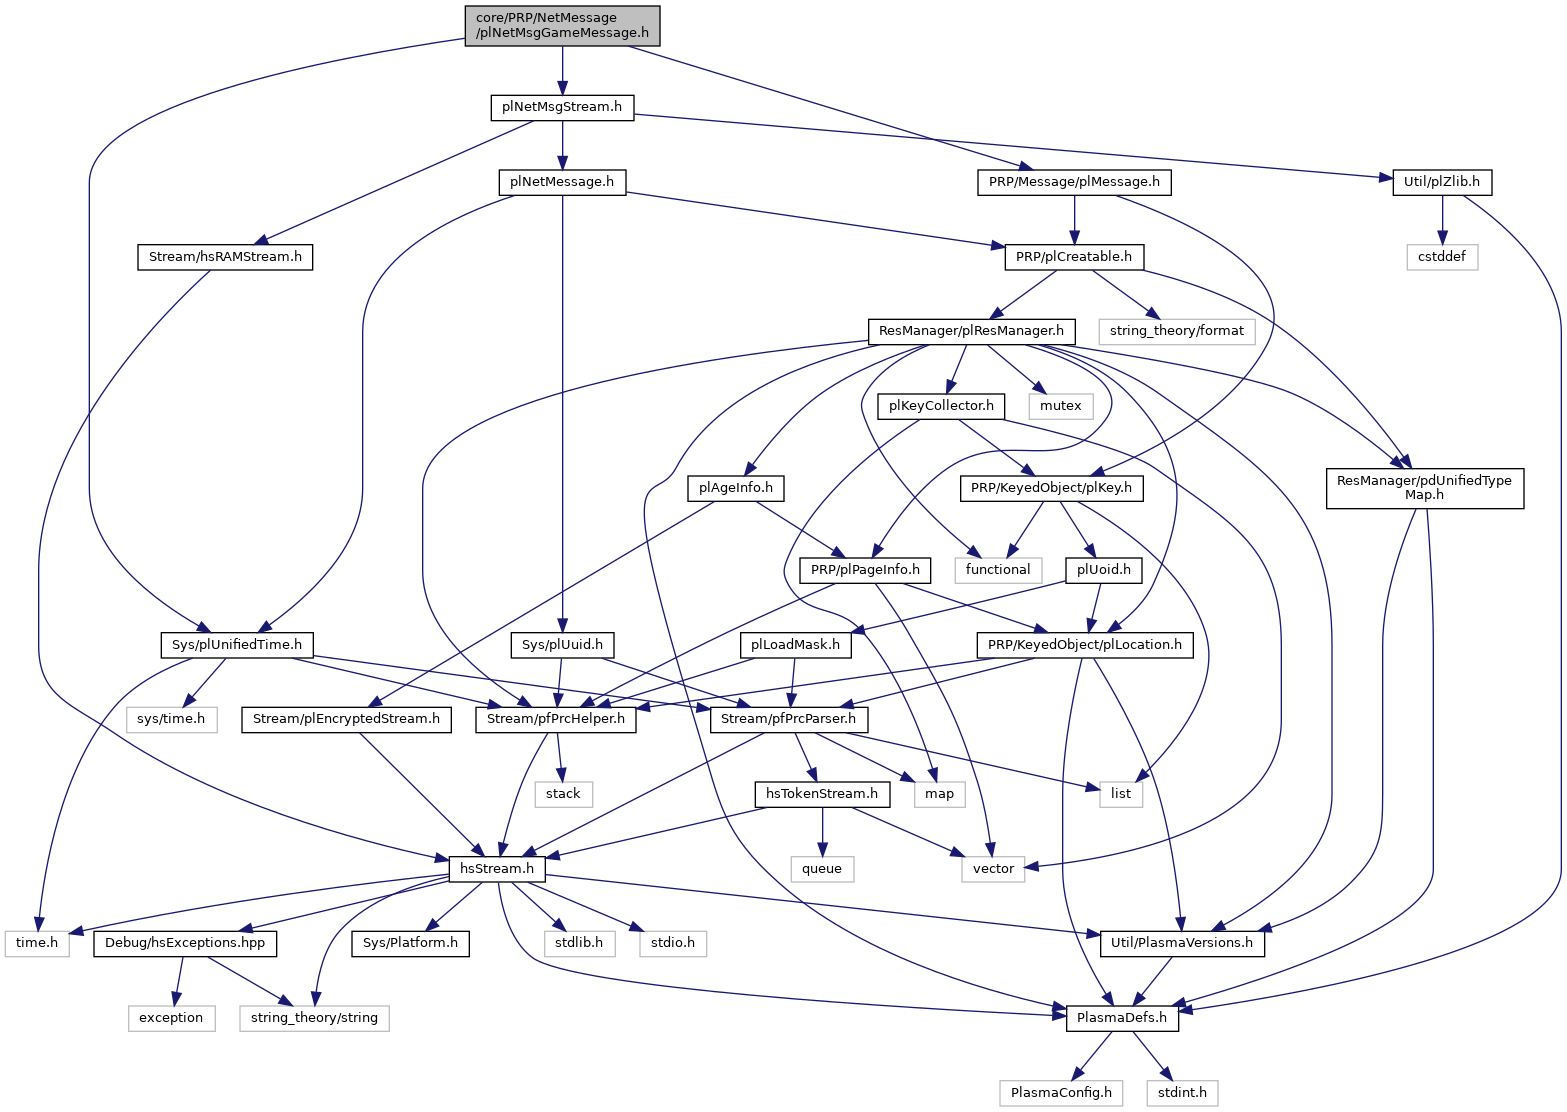 core/PRP/NetMessage
/plNetMsgGameMessage.h
plNetMsgStream.h
plNetMessage.h
PRP/Message/plMessage.h
Util/plZlib.h
Stream/hsRAMStream.h
PRP/plCreatable.h
cstddef
ResManager/plResManager.h
string_theory/format
plKeyCollector.h
mutex
plAgeInfo.h
PRP/KeyedObject/plKey.h
ResManager/pdUnifiedType
Map.h
PRP/plPageInfo.h
functional
plUoid.h
Sys/plUnifiedTime.h
Sys/plUuid.h
plLoadMask.h
PRP/KeyedObject/plLocation.h
sys/time.h
Stream/plEncryptedStream.h
Stream/pfPrcHelper.h
Stream/pfPrcParser.h
stack
hsTokenStream.h
map
list
hsStream.h
queue
vector
time.h
Debug/hsExceptions.hpp
Sys/Platform.h
stdlib.h
stdio.h
Util/PlasmaVersions.h
exception
string_theory/string
PlasmaDefs.h
PlasmaConfig.h
stdint.h